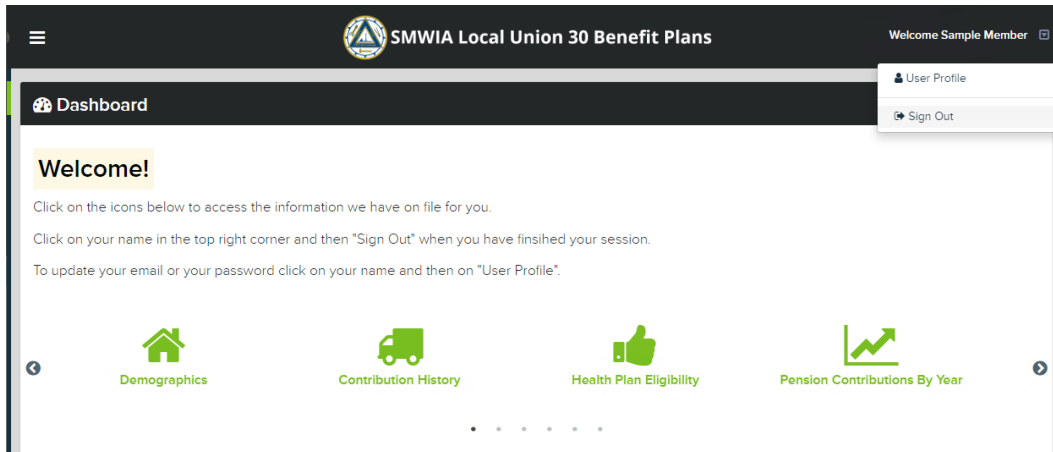 SMWIA Local Union 30 Benefit Plans
Welcome Sample Member
User Profile
Sign Out
Dashboard
Welcome!
Click on the icons below to access the information we have on file for you.
Click on your name in the top right corner and then "Sign Out" when you have finsihed your session.
To update your email or your password click on your name and then on "User Profile".
Demographics
Contribution History
Health Plan Eligibility
Pension Contributions By Year